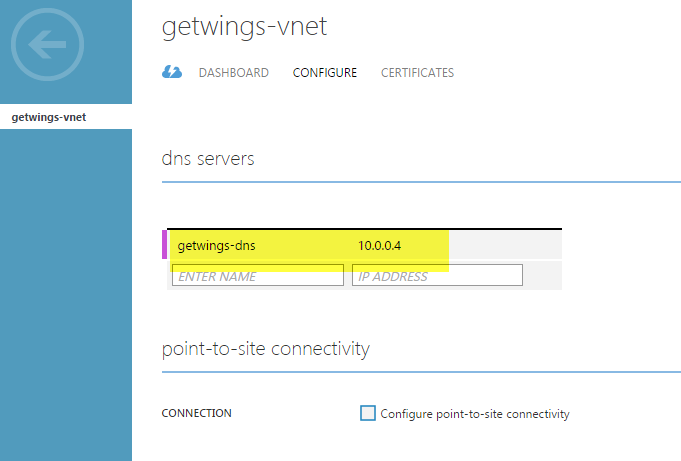 getwings-vnet
DASHBOARD CONFIGURE CERTIFICATES
getwings-vnet
dns servers
getwings-dns 10.0.0.4
ENTER NAME IP ADDRESS
point-to-site connectivity
CONNECTION Configure point-to-site connectivity